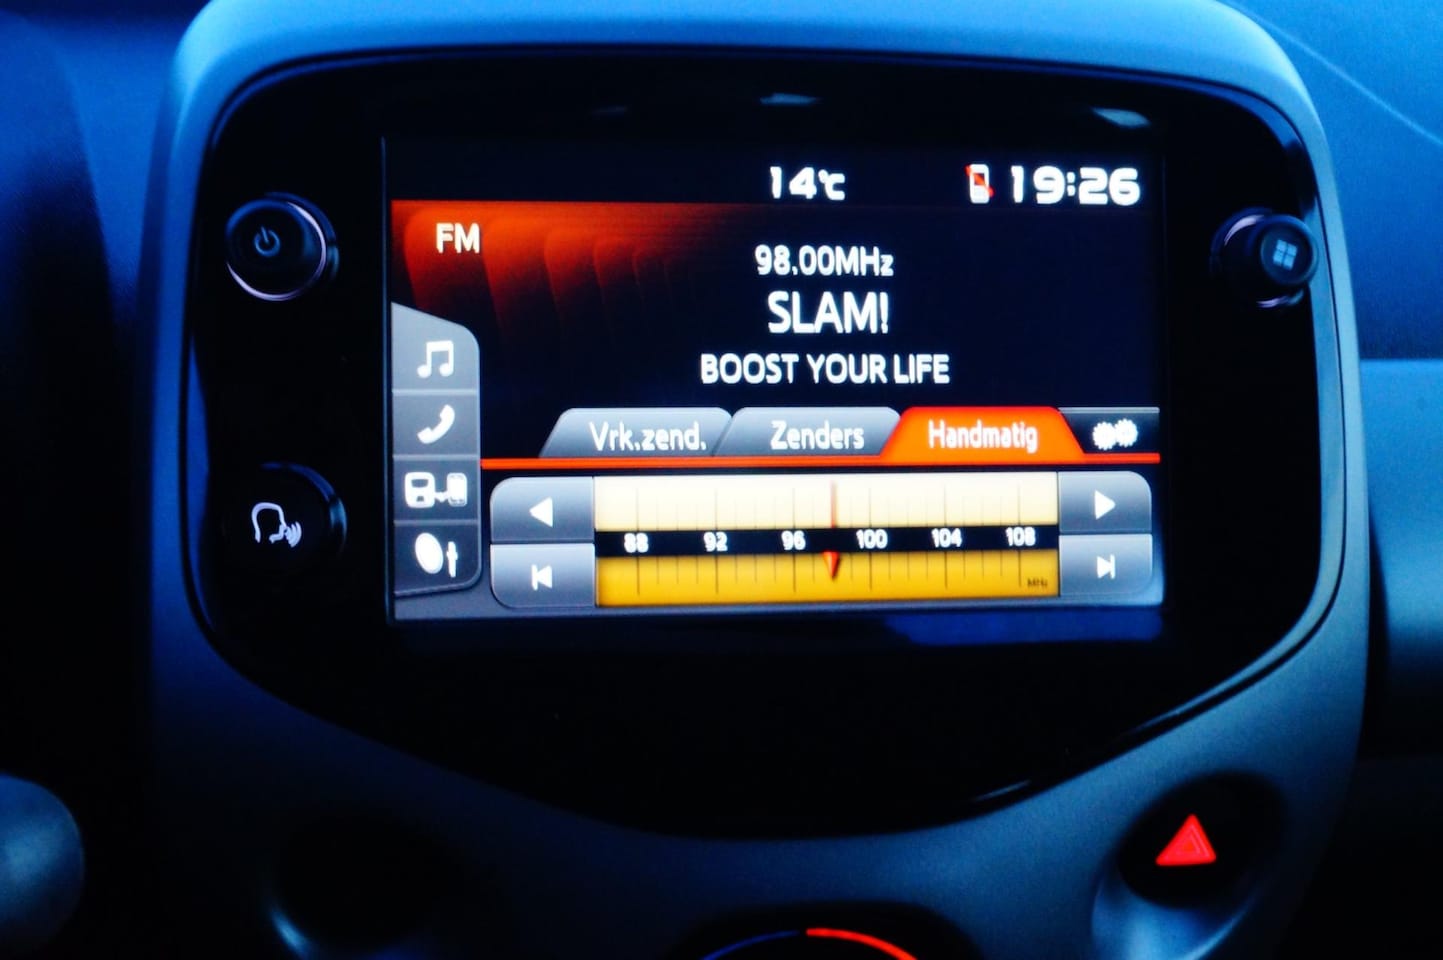 14°C 19:26
FM
98.00MHz
SLAM!
BOOST YOUR LIFE
Vrk.zend. Zenders Handmatig
88 92 96 100 104 108
MHz